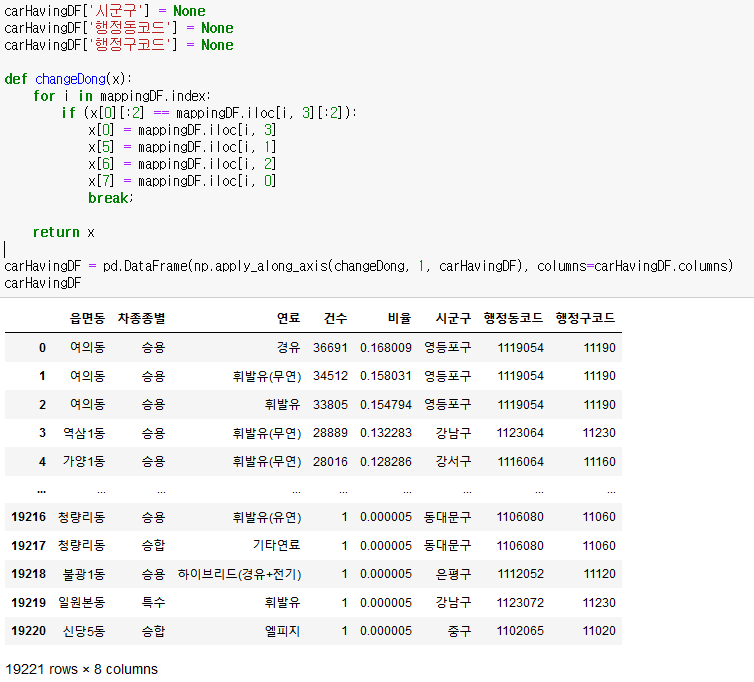 carHavingDF['시군구'] = None
carHavingDF['행정동코드'] = None
carHavingDF['행정구코드'] = None
def changeDong(x):
for i in mappingDF.index:
if (x[0][:2] == mappingDF.iloc[i, 3][:2]):
x[0] = mappingDF.iloc[i, 3]
x[5] = mappingDF.iloc[i, 1]
x[6] = mappingDF.iloc[i, 2]
x[7] = mappingDF.iloc[i, 0]
break;
return x
carHavingDF = pd.DataFrame(np.apply_along_axis(changeDong, 1, carHavingDF), columns=carHavingDF.columns)
carHavingDF
읍면동 차종종별 연료 건수 비율 시군구 행정동코드 행정구코드
0 여의동 승용 경유 36691 0.168009 영등포구 1119054 11190
1 여의동 승용 휘발유(무연) 34512 0.158031 영등포구 1119054 11190
2 여의동 승용 휘발유 33805 0.154794 영등포구 1119054 11190
3 역삼1동 승용 휘발유(무연) 28889 0.132283 강남구 1123064 11230
4 가양1동 승용 휘발유(무연) 28016 0.128286 강서구 1116064 11160
... ... ... ... ... ... ... ... ...
19216 청량리동 승용 휘발유(유연) 1 0.000005 동대문구 1106080 11060
19217 청량리동 승합 기타연료 1 0.000005 동대문구 1106080 11060
19218 불광1동 승용 하이브리드(경유+전기) 1 0.000005 은평구 1112052 11120
19219 일원본동 특수 휘발유 1 0.000005 강남구 1123072 11230
19220 신당5동 승합 엘피지 1 0.000005 중구 1102065 11020
19221 rows × 8 columns